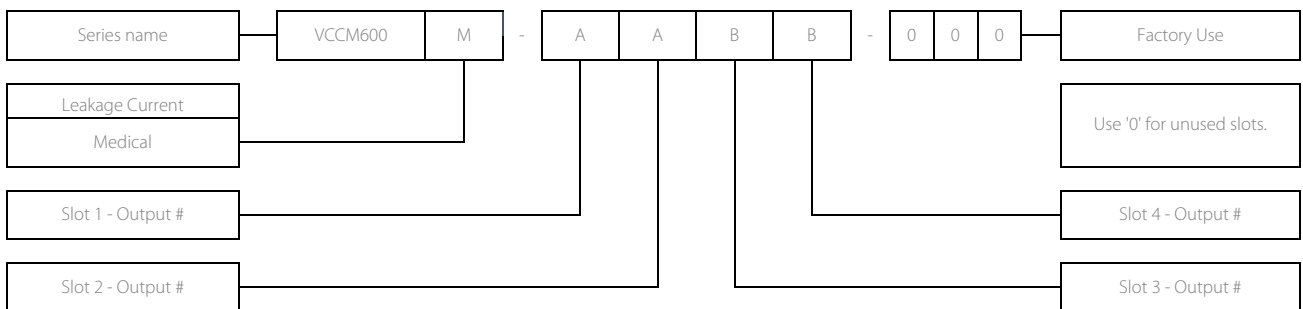 Series name
VCCM600
M
-
A
A
B
B
-
0
0
0
Factory Use
Leakage Current
Medical
Use '0' for unused slots.
Slot 1 - Output #
Slot 4 - Output #
Slot 2 - Output #
Slot 3 - Output #